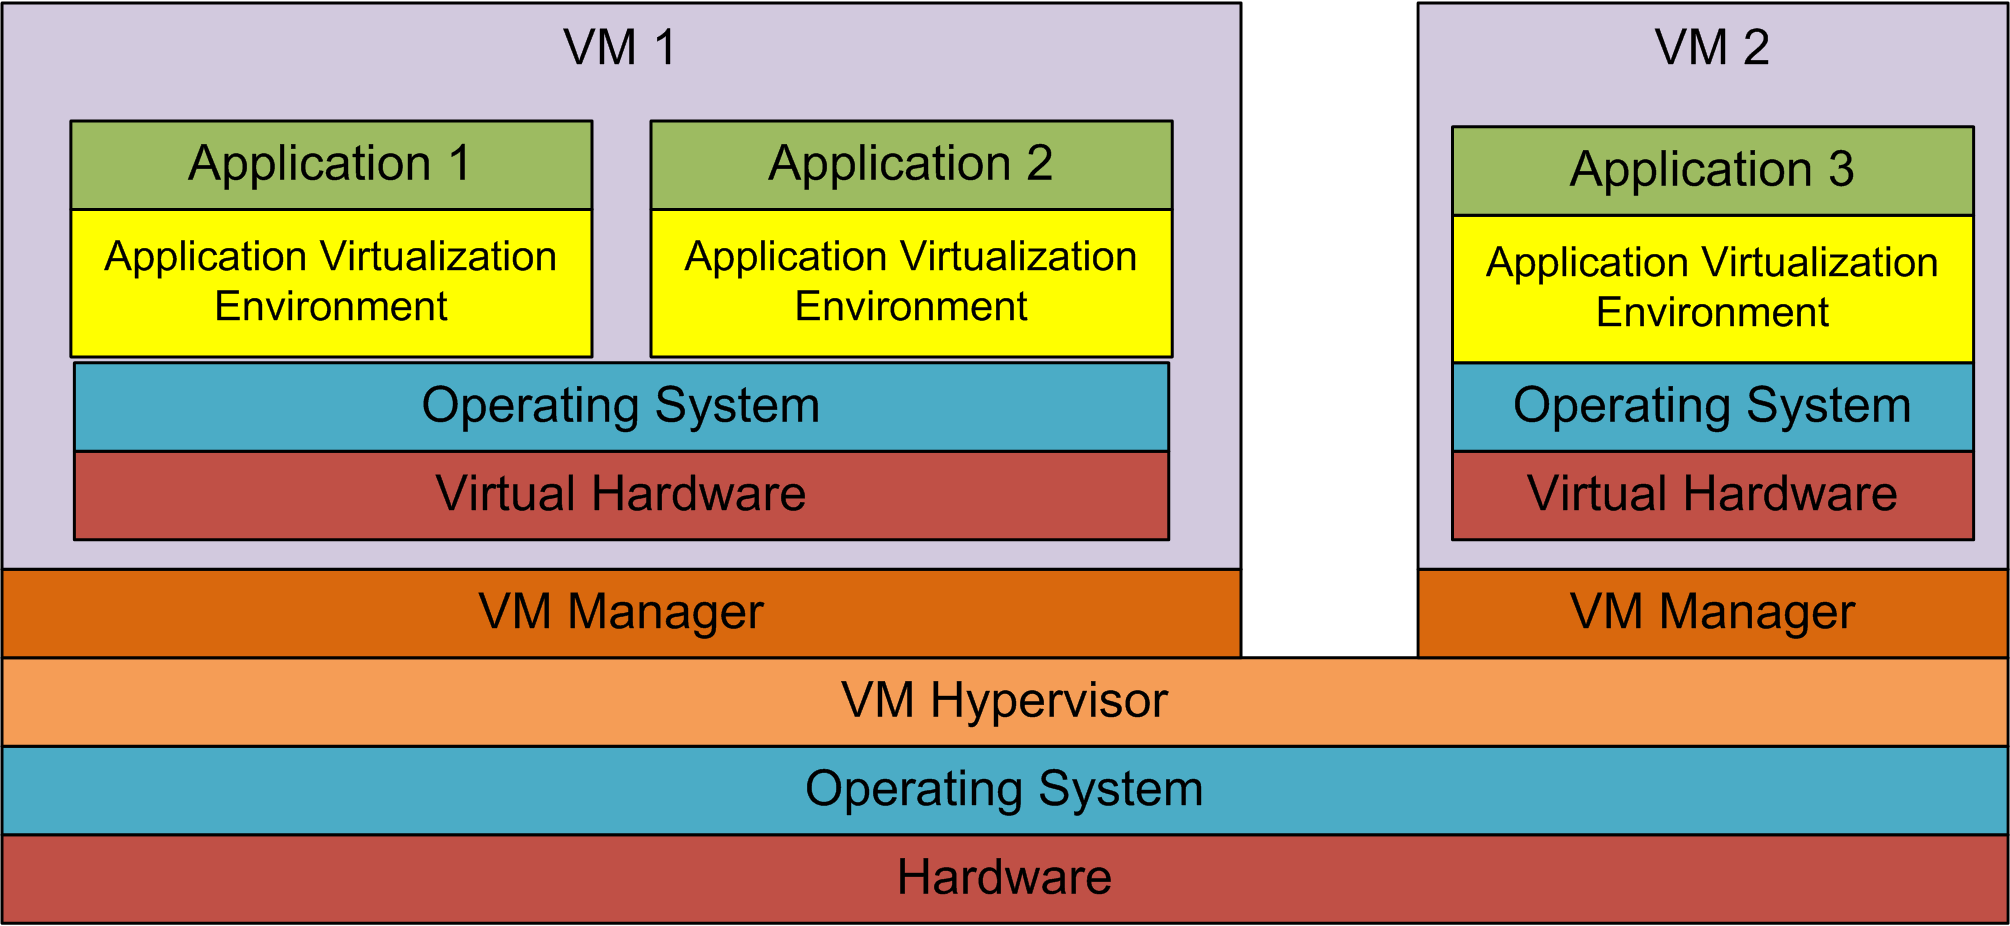 VM 1
Application 1
Application Virtualization
Environment
Application 2
Application Virtualization
Environment
Operating System
Virtual Hardware
VM Manager
VM 2
Application 3
Application Virtualization
Environment
Operating System
Virtual Hardware
VM Manager
VM Hypervisor
Operating System
Hardware